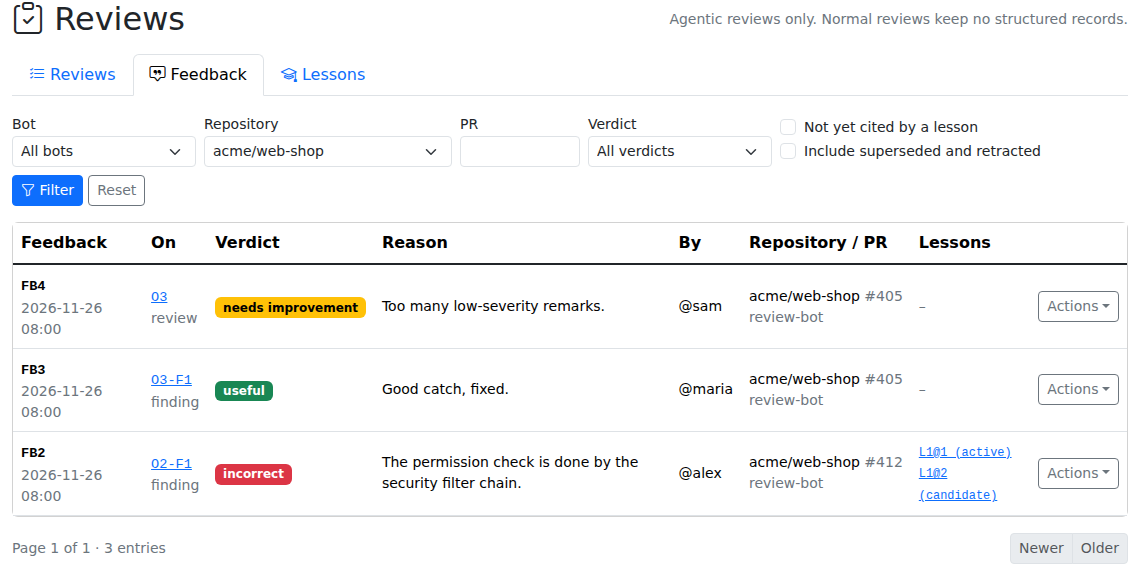 Reviews
Agentic reviews only. Normal reviews keep no structured records.
Reviews
Feedback
Lessons
Bot
Repository
PR
Verdict
All bots
acme/web-shop
All verdicts
Not yet cited by a lesson
Include superseded and retracted
Filter
Reset
Feedback On Verdict Reason By Repository / PR Lessons
FB4
2026-11-26
08:00
O3
review
needs improvement
Too many low-severity remarks.
@sam
acme/web-shop #405
review-bot
–
Actions
FB3
2026-11-26
08:00
O3-F1
finding
useful
Good catch, fixed.
@maria
acme/web-shop #405
review-bot
–
Actions
FB2
2026-11-26
08:00
O2-F1
finding
incorrect
The permission check is done by the
security filter chain.
@alex
acme/web-shop #412
review-bot
L1@1 (active)
L1@2
(candidate)
Actions
Page 1 of 1 · 3 entries
Newer
Older